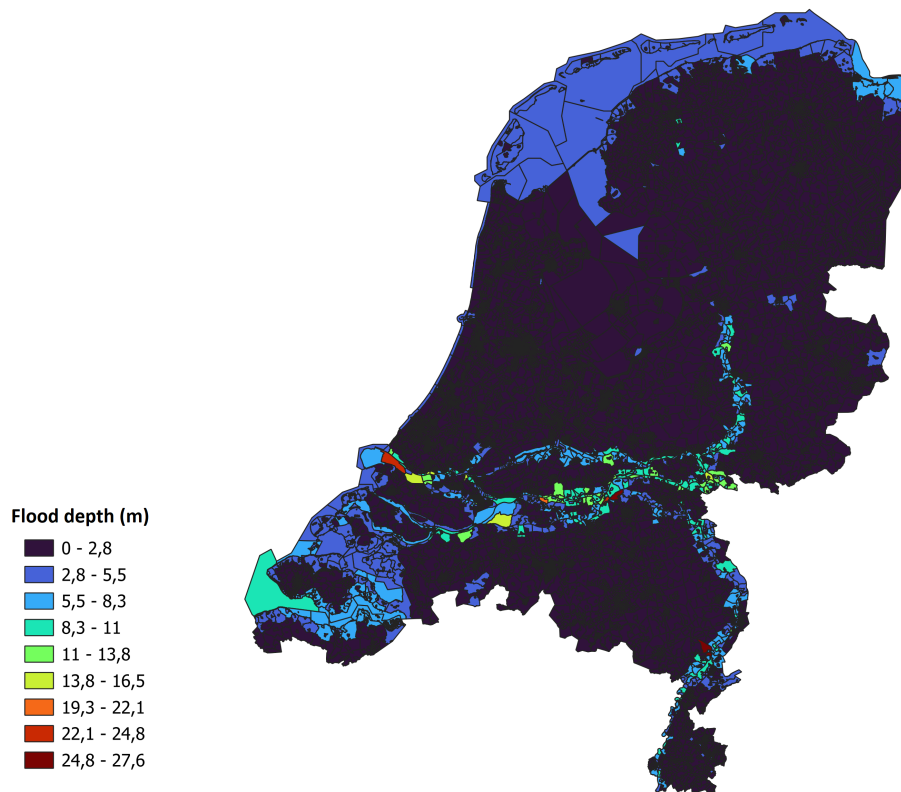 Flood depth (m)
0 - 2,8
2,8 - 5,5
5,5 - 8,3
8,3 - 11
11 - 13,8
13,8 - 16,5
19,3 - 22,1
22,1 - 24,8
24,8 - 27,6